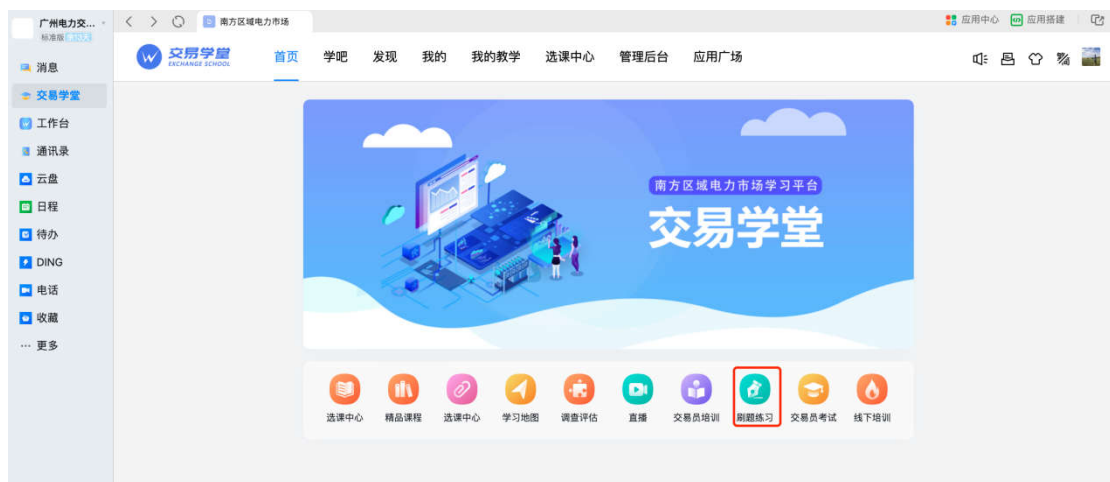 广州电力交...
标准版
南方区域电力市场
应用中心
应用搭建
交易学堂
EXCHANGE SCHOOL
首页
学吧
发现
我的
我的教学
选课中心
管理后台
应用广场
消息
交易学堂
工作台
通讯录
云盘
日程
待办
DING
电话
收藏
··· 更多
南方区域电力市场学习平台
交易学堂
选课中心
精品课程
选课中心
学习地图
调查评估
直播
交易员培训
刷题练习
交易员考试
线下培训